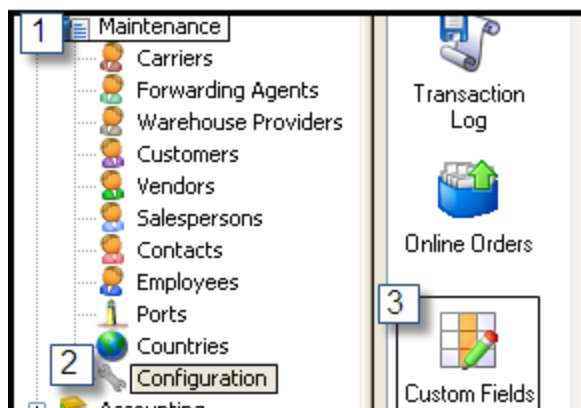 1
Maintenance
Carriers
Forwarding Agents
Warehouse Providers
Customers
Vendors
Salespersons
Contacts
Employees
Ports
Countries
2
Configuration
Accounting
Transaction
Log
Online Orders
3
Custom Fields